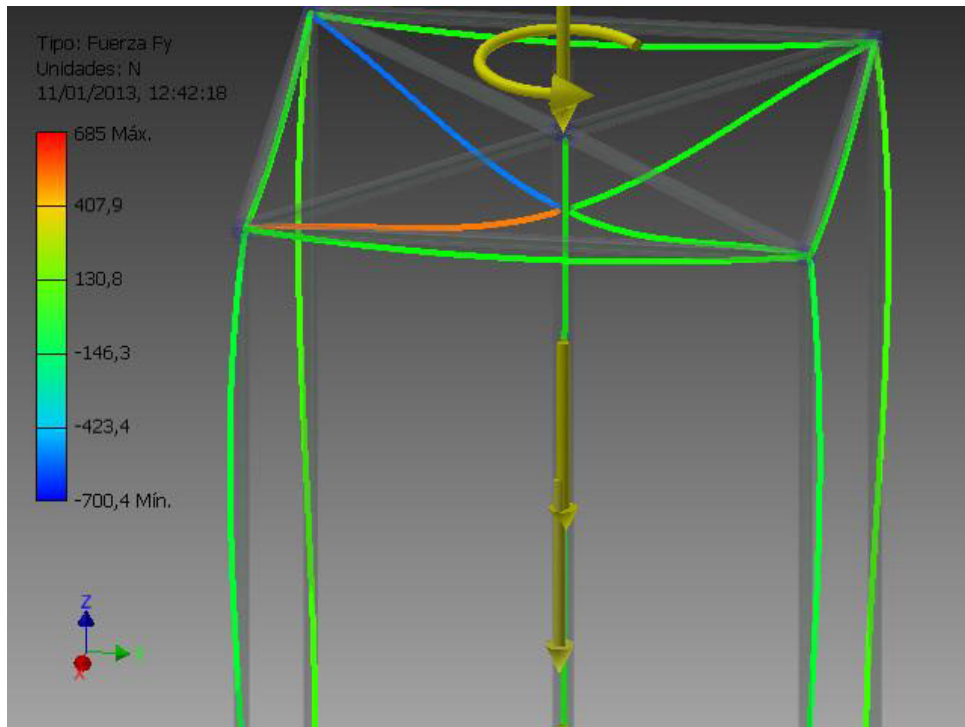 Tipo: Fuerza Fy
Unidades: N
11/01/2013, 12:42:18
685 Máx.
407,9
130,8
-146,3
-423,4
-700,4 Mín.
Z
X